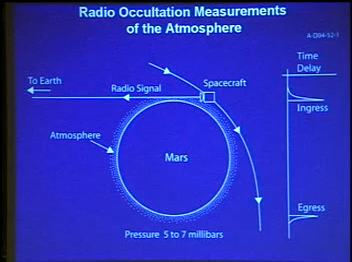 Radio Occultation Measurements
of the Atmosphere
A-D94-52-1
Time
Delay
To Earth
Radio Signal
Spacecraft
Ingress
Atmosphere
Mars
Egress
Pressure 5 to 7 millibars